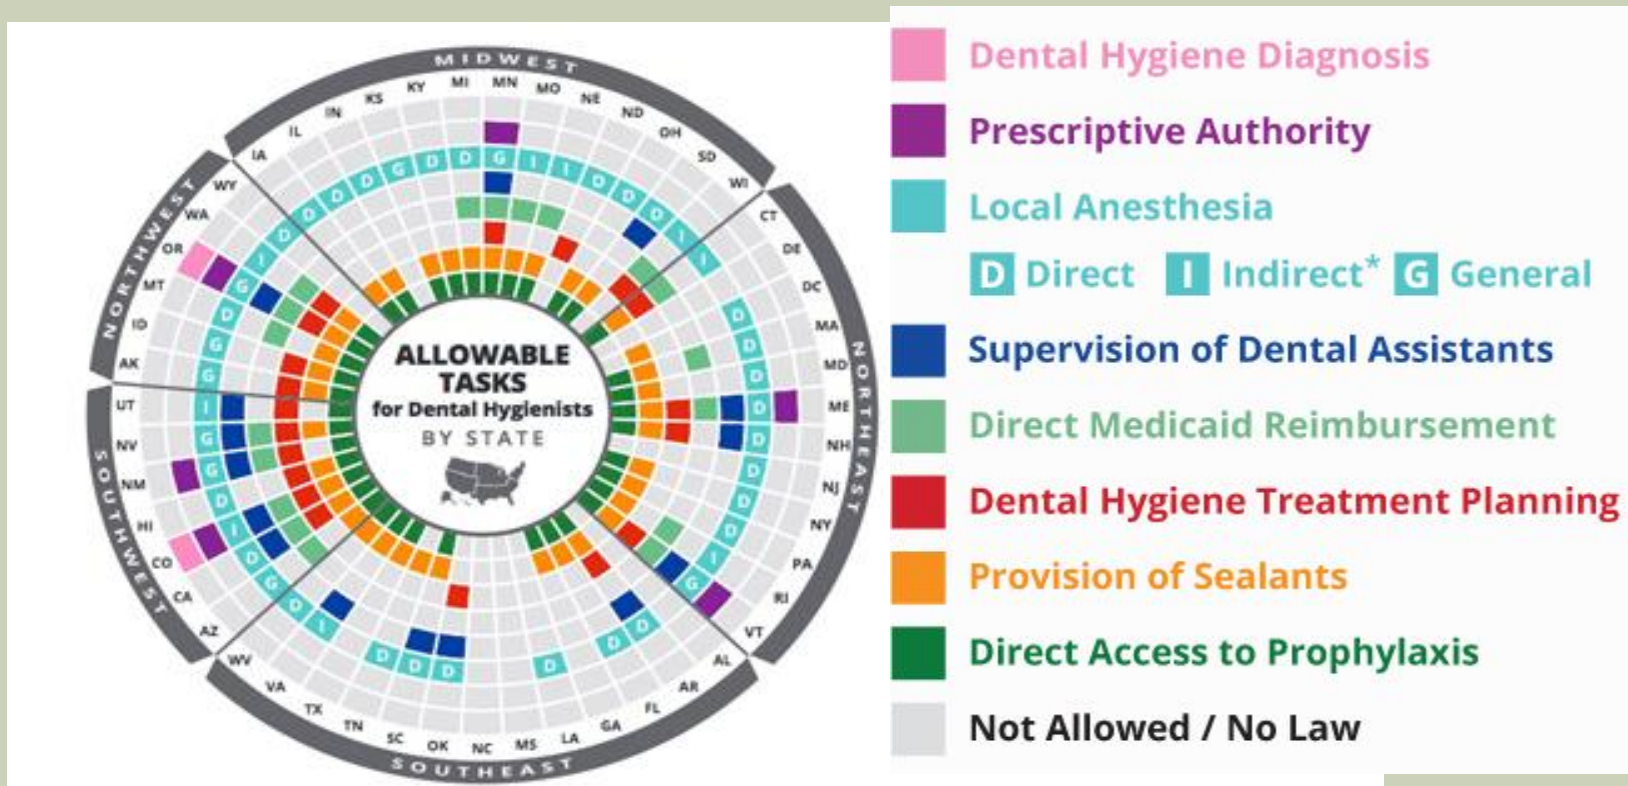 MIDWEST
IA
IL
IN
KS
KY
MI
MN
MO
NE
ND
OH
SD
WI
D
D
D
G
D
D
G
I
I
D
D
D
I
I
NORTHEAST
CT
DE
DC
MA
MD
ME
NH
NJ
NY
PA
RI
VT
D
D
D
D
D
D
D
D
I
G
SOUTHEAST
AL
AR
FL
GA
LA
MS
NC
OK
SC
TN
TX
VA
WV
D
D
D
D
D
D
I
D
SOUTHWEST
AZ
CA
CO
HI
NM
NV
UT
G
D
I
D
G
G
I
NORTHWEST
AK
ID
MT
OR
WA
WY
G
G
D
G
I
D
ALLOWABLE
TASKS
for Dental Hygienists
BY STATE
Dental Hygiene Diagnosis
Prescriptive Authority
Local Anesthesia
D Direct I Indirect* G General
Supervision of Dental Assistants
Direct Medicaid Reimbursement
Dental Hygiene Treatment Planning
Provision of Sealants
Direct Access to Prophylaxis
Not Allowed / No Law